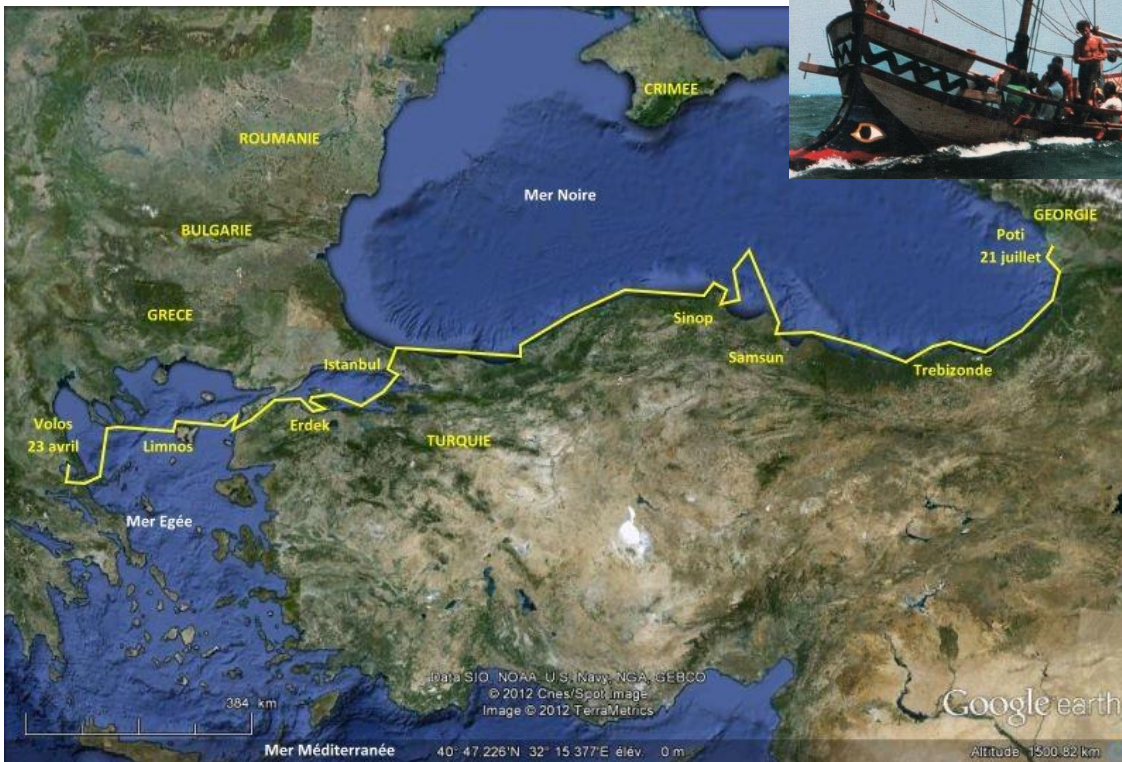 CRIMEE
ROUMANIE
Mer Noire
GEORGIE
BULGARIE
Poti
21 juillet
GRECE
Sinop
Istanbul
Samsun
Trebizonde
Volos
23 avril
Limnos
Erdek
TURQUIE
Mer Egée
Data SIO, NOAA, U.S. Navy, NGA, GEBCO
© 2012 Cnes/Spot Image
Image © 2012 TerraMetrics
384 km
Google earth
Mer Méditerranée
40° 47.226'N 32° 15.377'E élév. 0 m
Altitude 1500.82 km